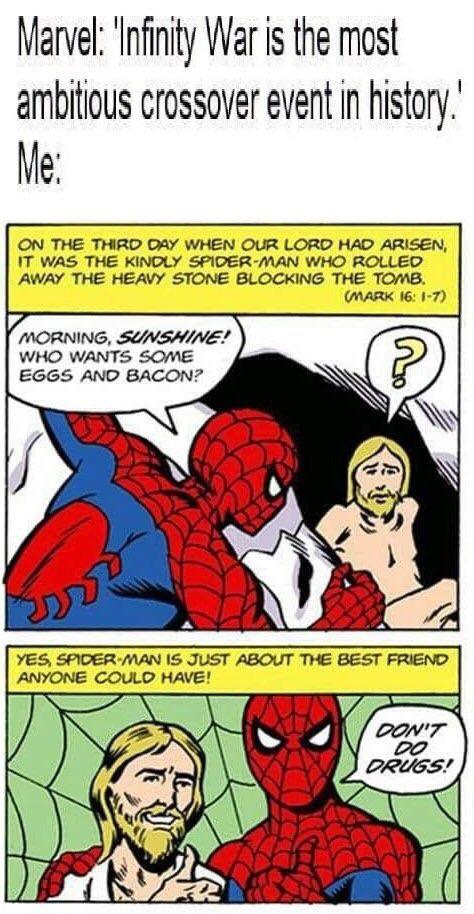 Marvel: 'Infinity War is the most
ambitious crossover event in history.'
Me:
ON THE THIRD DAY WHEN OUR LORD HAD ARISEN,
IT WAS THE KINDLY SPIDER-MAN WHO ROLLED
AWAY THE HEAVY STONE BLOCKING THE TOMB.
(MARK 16: 1-7)
MORNING, SUNSHINE!
WHO WANTS SOME
EGGS AND BACON?
?
YES, SPIDER-MAN IS JUST ABOUT THE BEST FRIEND
ANYONE COULD HAVE!
DON'T
DO
DRUGS!